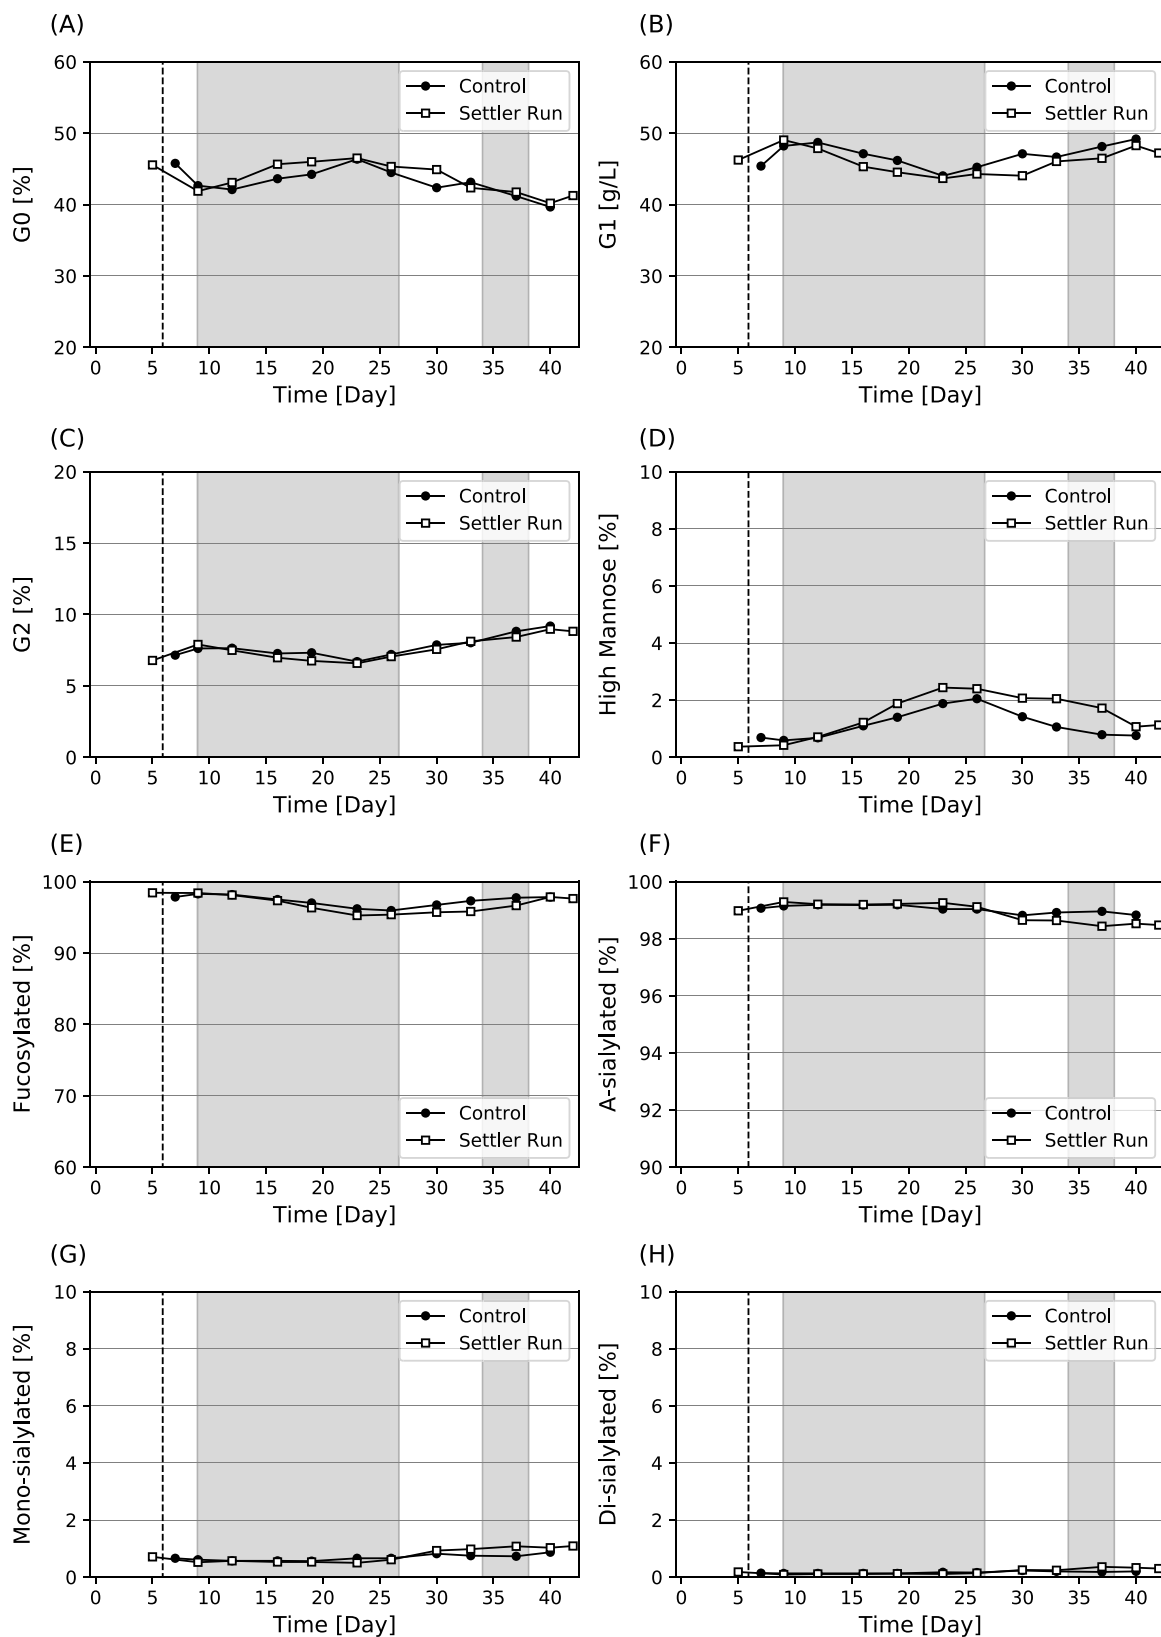 (A)
60
50
40
30
20
G0 [%]
Control
Settler Run
0 5 10 15 20 25 30 35 40
Time [Day]
(B)
60
50
40
30
20
G1 [g/L]
Control
Settler Run
0 5 10 15 20 25 30 35 40
Time [Day]
(C)
20
15
10
5
0
G2 [%]
Control
Settler Run
0 5 10 15 20 25 30 35 40
Time [Day]
(D)
10
8
6
4
2
0
High Mannose [%]
Control
Settler Run
0 5 10 15 20 25 30 35 40
Time [Day]
(E)
100
90
80
70
60
Fucosylated [%]
Control
Settler Run
0 5 10 15 20 25 30 35 40
Time [Day]
(F)
100
98
96
94
92
90
A-sialylated [%]
Control
Settler Run
0 5 10 15 20 25 30 35 40
Time [Day]
(G)
10
8
6
4
2
0
Mono-sialylated [%]
Control
Settler Run
0 5 10 15 20 25 30 35 40
Time [Day]
(H)
10
8
6
4
2
0
Di-sialylated [%]
Control
Settler Run
0 5 10 15 20 25 30 35 40
Time [Day]